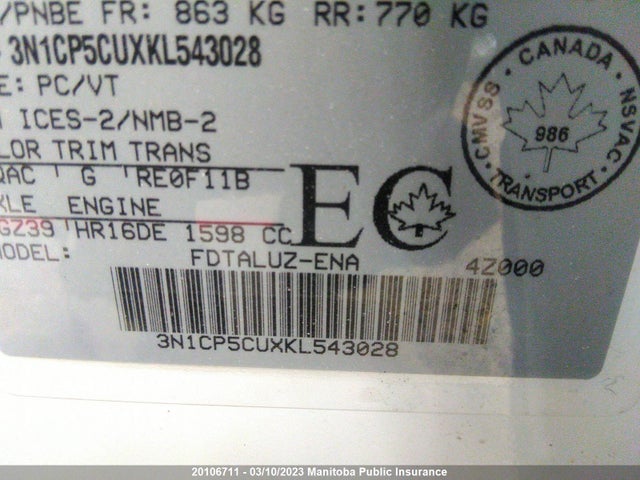 /PNBE FR: 863 KG RR: 770 KG
3N1CP5CUXKL543028
E: PC/VT
ICES-2/NMB-2
LOR TRIM TRANS
QAC G RE0F11B
XLE ENGINE
GZ39 HR16DE 1598 CC
EC
MODEL: FDTALUZ-ENA 4Z000
3N1CP5CUXKL543028
CANADA
CMVSS NSVAC
986
TRANSPORT
20106711 -- 03/10/2023 Manitoba Public Insurance